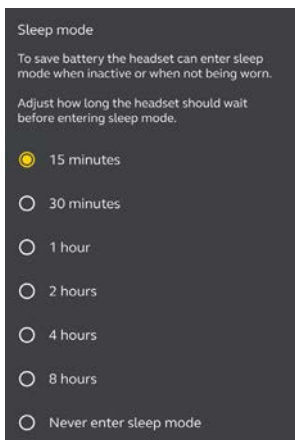 Sleep mode
To save battery the headset can enter sleep
mode when inactive or when not being worn.
Adjust how long the headset should wait
before entering sleep mode.
15 minutes
30 minutes
1 hour
2 hours
4 hours
8 hours
Never enter sleep mode